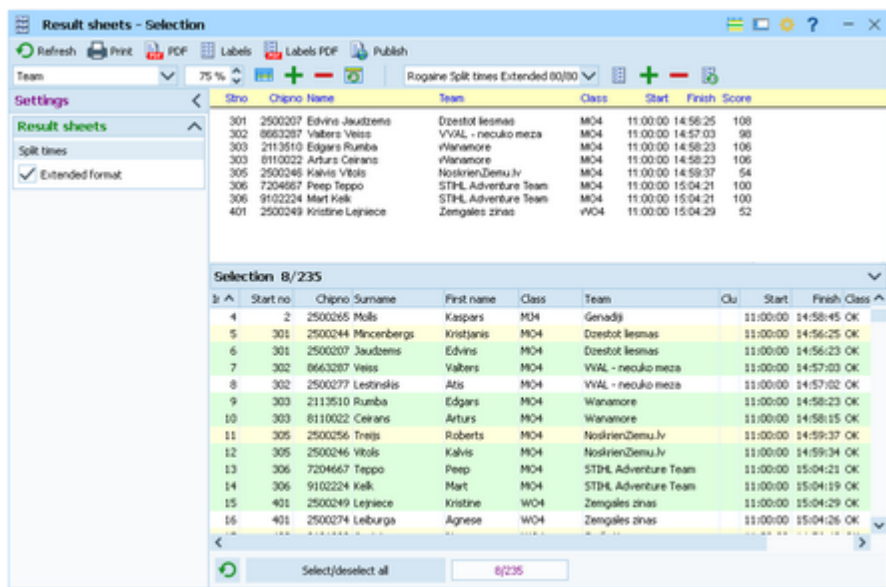 Result sheets - Selection
Refresh Print PDF Labels Labels PDF Publish
Team 75 % Rogaine Split times Extended 80/80
Settings
Result sheets
Split times
Extended format
Stno Chipno Name Team Class Start Finish Score
301 2500207 Edvins Jaudzems Dzestot liesmas MO4 11:00:00 14:56:25 108
302 8663287 Valters Veiss VVAL - necuko meza MO4 11:00:00 14:57:03 98
303 2113510 Edgars Rumba Wanamore MO4 11:00:00 14:58:23 106
303 8110022 Arturs Ceirans Wanamore MO4 11:00:00 14:58:23 106
305 2500246 Kalvis Vitols NoskrienZiemu.lv MO4 11:00:00 14:59:37 54
306 7204667 Peep Teppo STIHL Adventure Team MO4 11:00:00 15:04:21 100
306 9102224 Mart Kelk STIHL Adventure Team MO4 11:00:00 15:04:21 100
401 2500249 Kristine Lejniece Zemgales zinas WO4 11:00:00 15:04:29 52
Selection 8/235
Start no Chipno Surname First name Class Team Clu Start Finish Class
4 2 2500265 Molls Kaspars MJ4 Genadiji 11:00:00 14:58:45 OK
5 301 2500244 Mincenbergs Kristjanis MO4 Dzestot liesmas 11:00:00 14:56:25 OK
6 301 2500207 Jaudzems Edvins MO4 Dzestot liesmas 11:00:00 14:56:23 OK
7 302 8663287 Veiss Valters MO4 VVAL - necuko meza 11:00:00 14:57:03 OK
8 302 2500277 Lestinskis Atis MO4 VVAL - necuko meza 11:00:00 14:57:02 OK
9 303 2113510 Rumba Edgars MO4 Wanamore 11:00:00 14:58:23 OK
10 303 8110022 Ceirans Arturs MO4 Wanamore 11:00:00 14:58:15 OK
11 305 2500256 Treijs Roberts MO4 NoskrienZiemu.lv 11:00:00 14:59:37 OK
12 305 2500246 Vitols Kalvis MO4 NoskrienZiemu.lv 11:00:00 14:59:34 OK
13 306 7204667 Teppo Peep MO4 STIHL Adventure Team 11:00:00 15:04:21 OK
14 306 9102224 Kelk Mart MO4 STIHL Adventure Team 11:00:00 15:04:19 OK
15 401 2500249 Lejniece Kristine WO4 Zemgales zinas 11:00:00 15:04:29 OK
16 401 2500274 Leiburga Agnese WO4 Zemgales zinas 11:00:00 15:04:26 OK
Select/deselect all 8/235